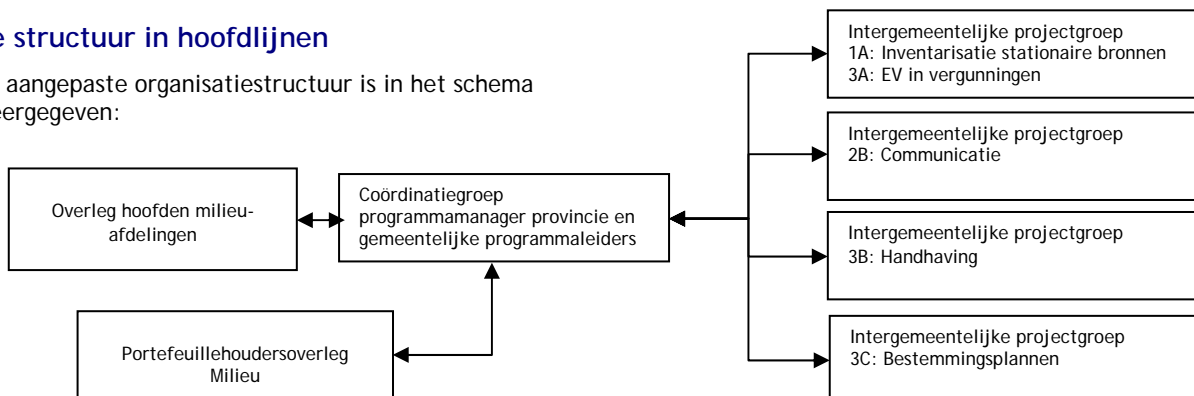 e structuur in hoofdlijnen
aangepaste organisatiestructuur is in het schema
eergegeven:
Overleg hoofden milieu-
afdelingen
Coördinatiegroep
programmamanager provincie en
gemeentelijke programmaleiders
Portefeuillehoudersoverleg
Milieu
Intergemeentelijke projectgroep
1A: Inventarisatie stationaire bronnen
3A: EV in vergunningen
Intergemeentelijke projectgroep
2B: Communicatie
Intergemeentelijke projectgroep
3B: Handhaving
Intergemeentelijke projectgroep
3C: Bestemmingsplannen